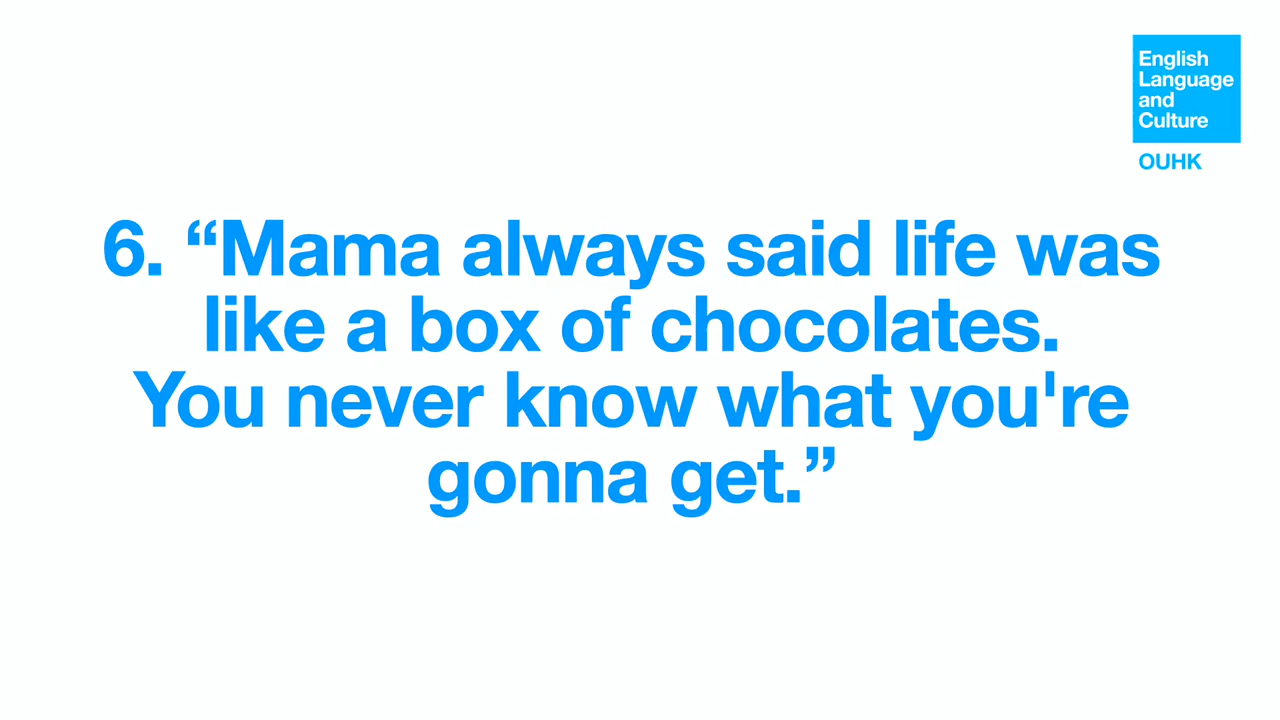 English
Language
and
Culture
OUHK
6. “Mama always said life was
like a box of chocolates.
You never know what you're
gonna get.”